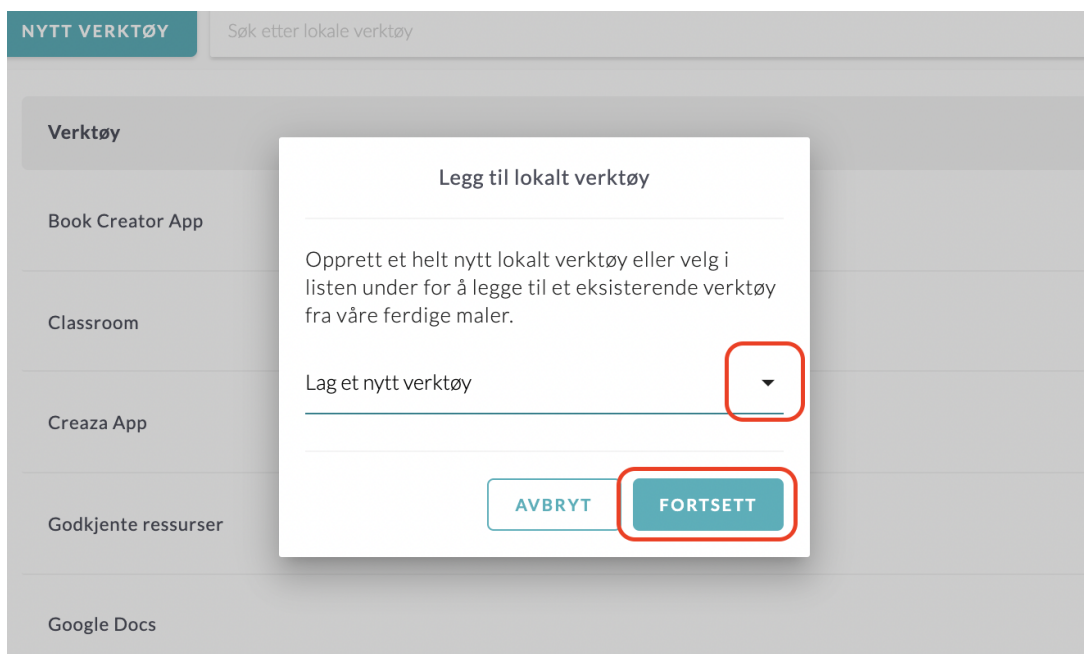 NYTT VERKTØY
Søk etter lokale verktøy
Verktøy
Book Creator App
Classroom
Creaza App
Godkjente ressurser
Google Docs
Legg til lokalt verktøy
Opprett et helt nytt lokalt verktøy eller velg i
listen under for å legge til et eksisterende verktøy
fra våre ferdige maler.
Lag et nytt verktøy
AVBRYT
FORTSETT